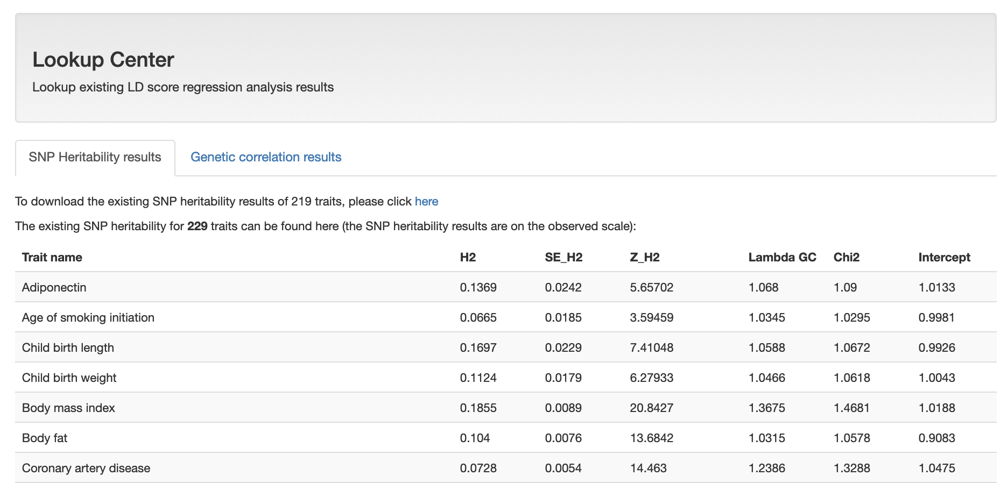 Lookup Center
Lookup existing LD score regression analysis results
SNP Heritability results Genetic correlation results
To download the existing SNP heritability results of 219 traits, please click here
The existing SNP heritability for 229 traits can be found here (the SNP heritability results are on the observed scale):
Trait name H2 SE_H2 Z_H2 Lambda GC Chi2 Intercept
Adiponectin 0.1369 0.0242 5.65702 1.068 1.09 1.0133
Age of smoking initiation 0.0665 0.0185 3.59459 1.0345 1.0295 0.9981
Child birth length 0.1697 0.0229 7.41048 1.0588 1.0672 0.9926
Child birth weight 0.1124 0.0179 6.27933 1.0466 1.0618 1.0043
Body mass index 0.1855 0.0089 20.8427 1.3675 1.4681 1.0188
Body fat 0.104 0.0076 13.6842 1.0315 1.0578 0.9083
Coronary artery disease 0.0728 0.0054 14.463 1.2386 1.3288 1.0475